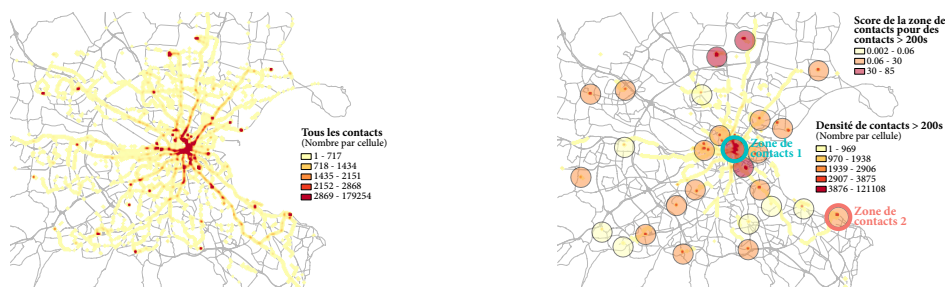 Tous les contacts
(Nombre par cellule)
1 - 717
718 - 1434
1435 - 2151
2152 - 2868
2869 - 179254
Score de la zone de
contacts pour des
contacts > 200s
0.002 - 0.06
0.06 - 30
30 - 85
Densité de contacts > 200s
(Nombre par cellule)
1 - 969
970 - 1938
1939 - 2906
2907 - 3875
3876 - 121108
Zone de
contacts 1
Zone de
contacts 2